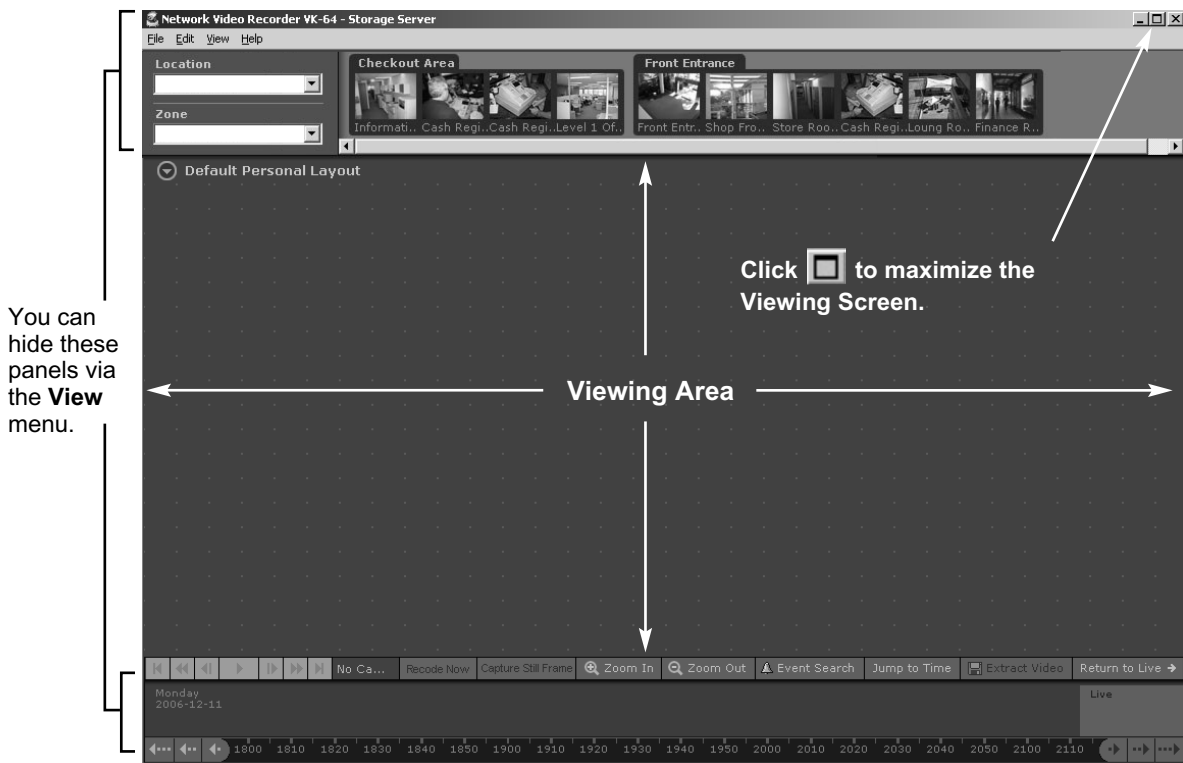 Network Video Recorder VK-64 - Storage Server
File Edit View Help
Location
Zone
Checkout Area
Informati.. Cash Regi..Cash Regi..Level 1 Of..
Front Entrance
Front Entr.. Shop Fro.. Store Roo.. Cash Regi..Loung Ro.. Finance R..
Default Personal Layout
Click to maximize the
Viewing Screen.
You can
hide these
panels via
the View
menu.
Viewing Area
No Ca... Recode Now Capture Still Frame Zoom In Zoom Out Event Search Jump to Time Extract Video Return to Live
Monday
2006-12-11
Live
1800 1810 1820 1830 1840 1850 1900 1910 1920 1930 1940 1950 2000 2010 2020 2030 2040 2050 2100 2110